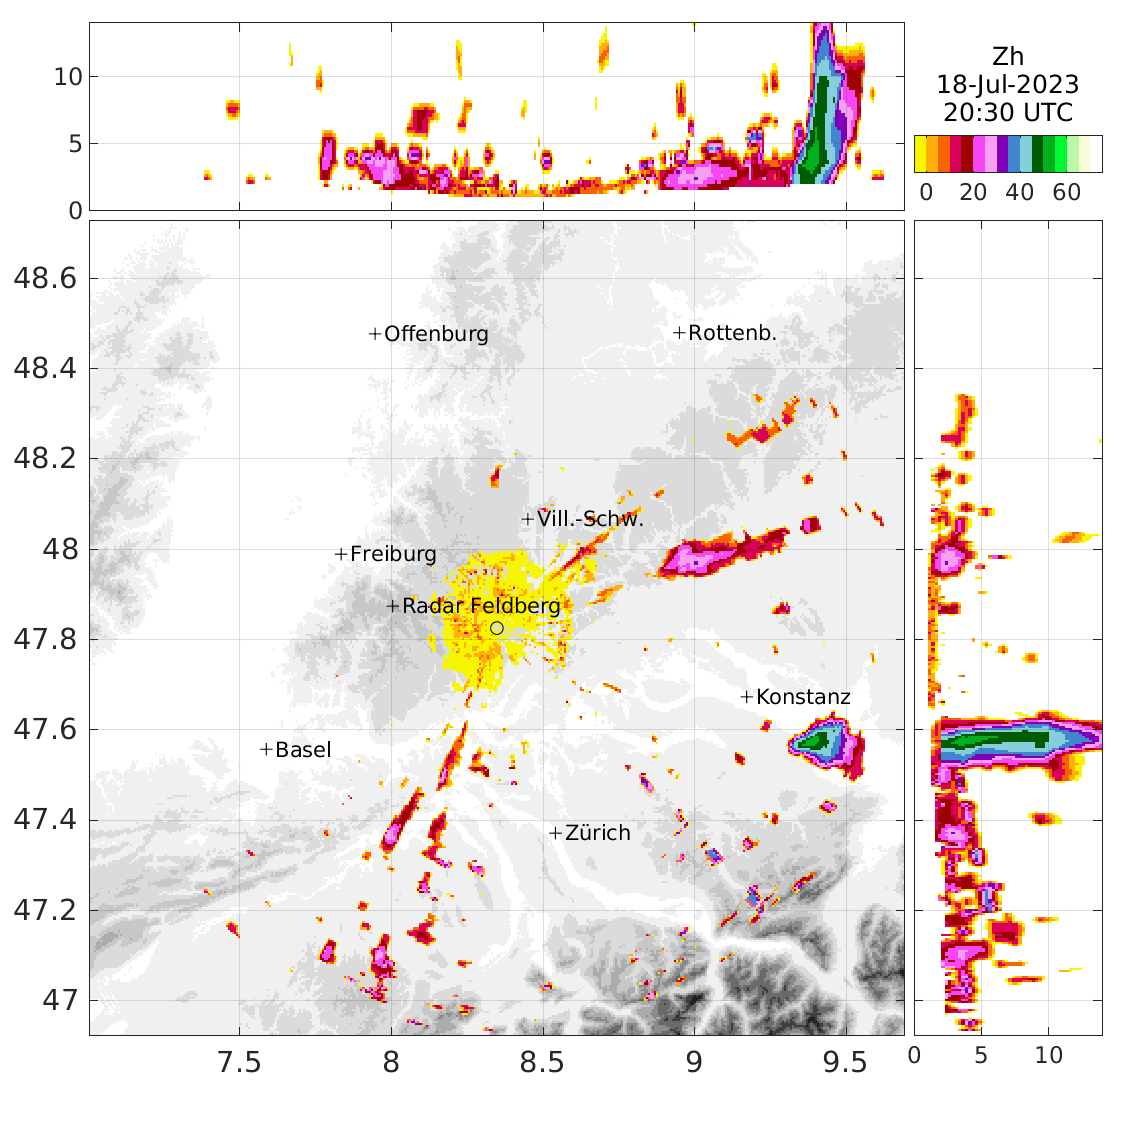 10
5
0
Zh
18-Jul-2023
20:30 UTC
0 20 40 60
48.6
48.4
48.2
48
47.8
47.6
47.4
47.2
47
+Offenburg
+Rottenb.
+Vill.-Schw.
+Freiburg
+Radar Feldberg
+Konstanz
+Basel
+Zürich
7.5 8 8.5 9 9.5
0 5 10